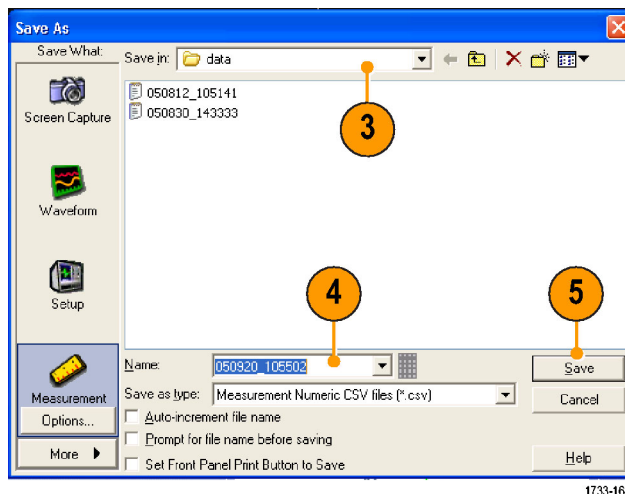 Save As
Save What:
Save in: data
050812_105141
050830_143333
Screen Capture
3
Waveform
Setup
4
5
Name: 050920_105502
Save
Measurement
Save as type: Measurement Numeric CSV files (*.csv)
Cancel
Options...
Auto-increment file name
Prompt for file name before saving
More
Set Front Panel Print Button to Save
Help
1733-16